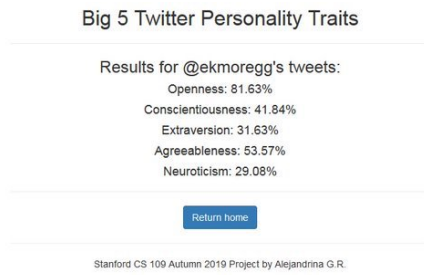 Big 5 Twitter Personality Traits
Results for @ekmoregg's tweets:
Openness: 81.63%
Conscientiousness: 41.84%
Extraversion: 31.63%
Agreeableness: 53.57%
Neuroticism: 29.08%
Return home
Stanford CS 109 Autumn 2019 Project by Alejandrina G.R.